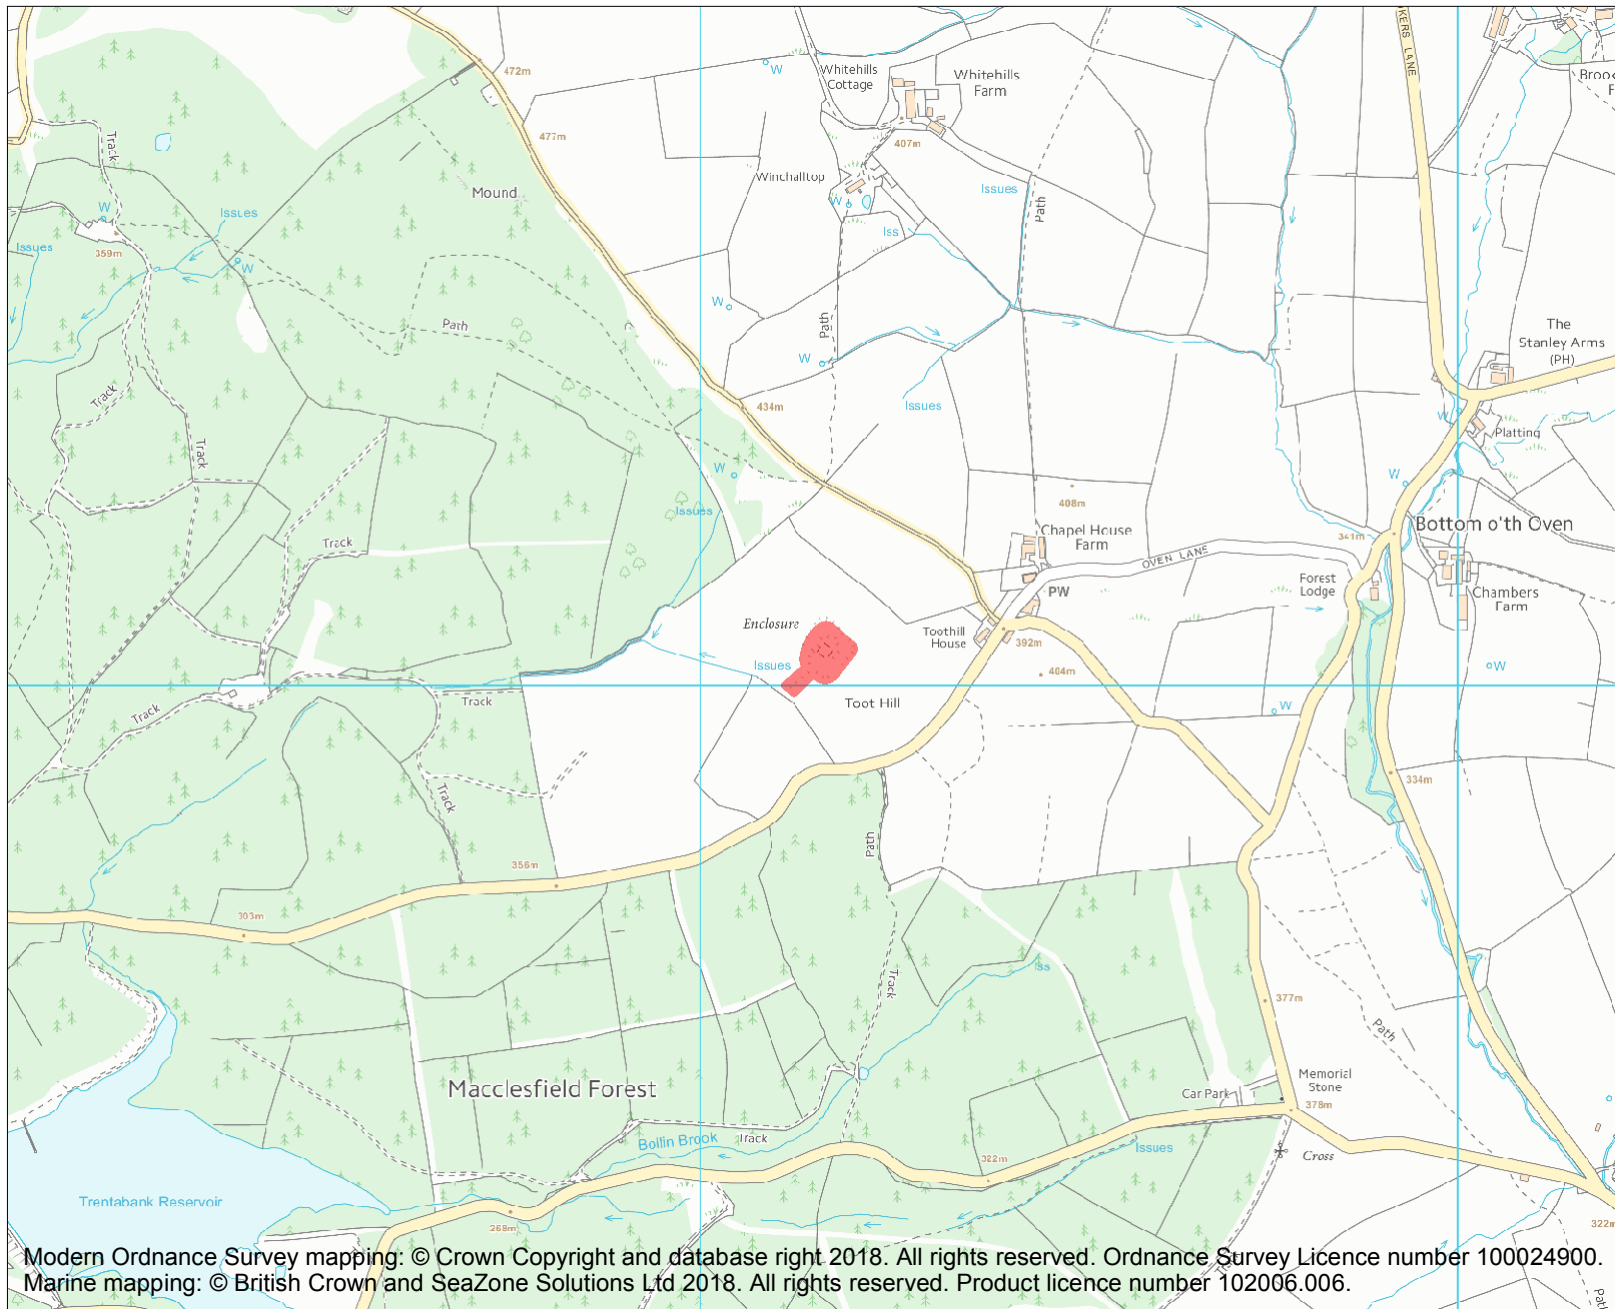 KERS LANE
472m
Whitehills
Cottage
Whitehills
Farm
W
Brook
F
477m
407m
Track
Mound
Winchalltop
Issues
W
W
Issues
Path
Issues
Iss
359m
W
W
Path
Path
The
Stanley Arms
(PH)
W
Track
434m
Issues
W
Platting
Track
W
W
408m
Issues
Bottom o'th Oven
Chapel House
Farm
341m
Track
OVEN LANE
Forest
Lodge
PW
Chambers
Farm
Enclosure
Toothill
House
392m
Issues
404m
W
Track
Track
Toot Hill
W
334m
Track
Path
356m
303m
Iss
Track
377m
Path
Macclesfield Forest
Memorial
Stone
Car Park
378m
Bollin Brook
Track
Issues
Cross
322m
Trentabank Reservoir
268m
322m
Track
Pat
Modern Ordnance Survey mapping: © Crown Copyright and database right 2018. All rights reserved. Ordnance Survey Licence number 100024900.
Marine mapping: © British Crown and SeaZone Solutions Ltd 2018. All rights reserved. Product licence number 102006.006.